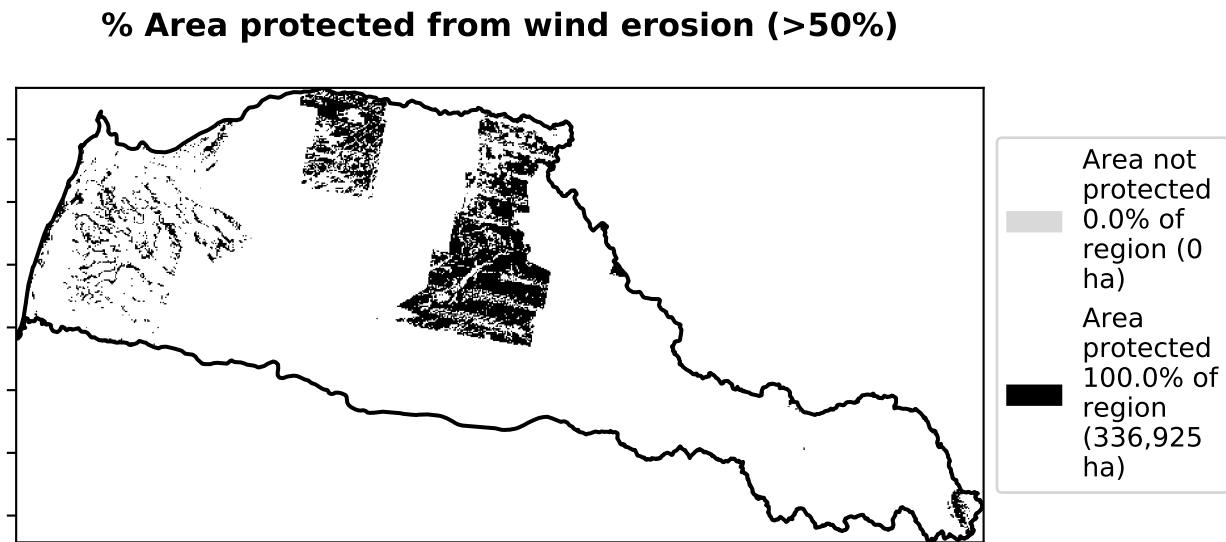 % Area protected from wind erosion (>50%)
Area not
protected
0.0% of
region (0
ha)
Area
protected
100.0% of
region
(336,925
ha)